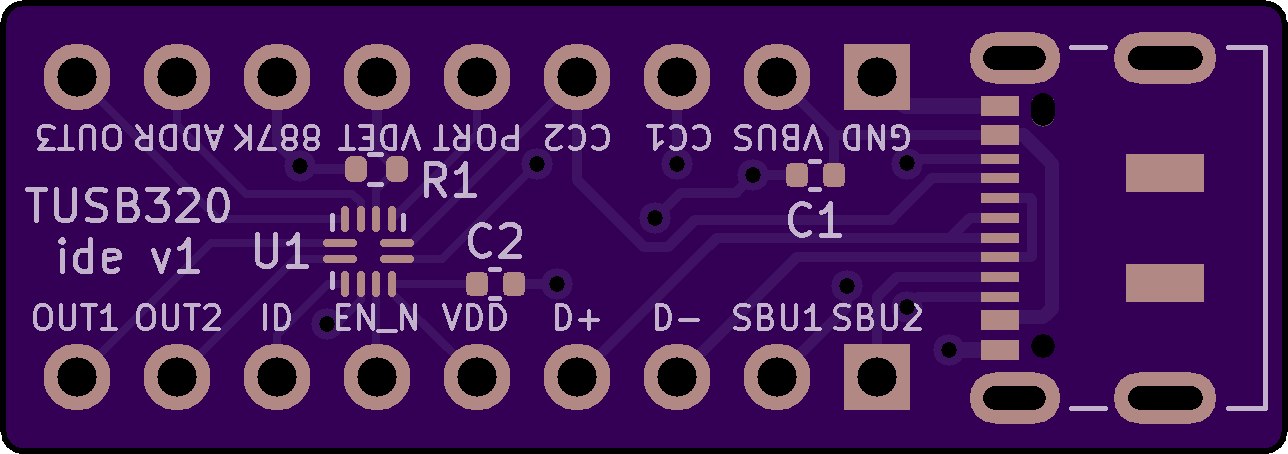 OUT3 ADDR 887K VDET PORT CC2 CC1 VBUS GND
R1
TUSB320
ide v1
U1
C2
C1
OUT1 OUT2 ID EN_N VDD D+ D- SBU1 SBU2